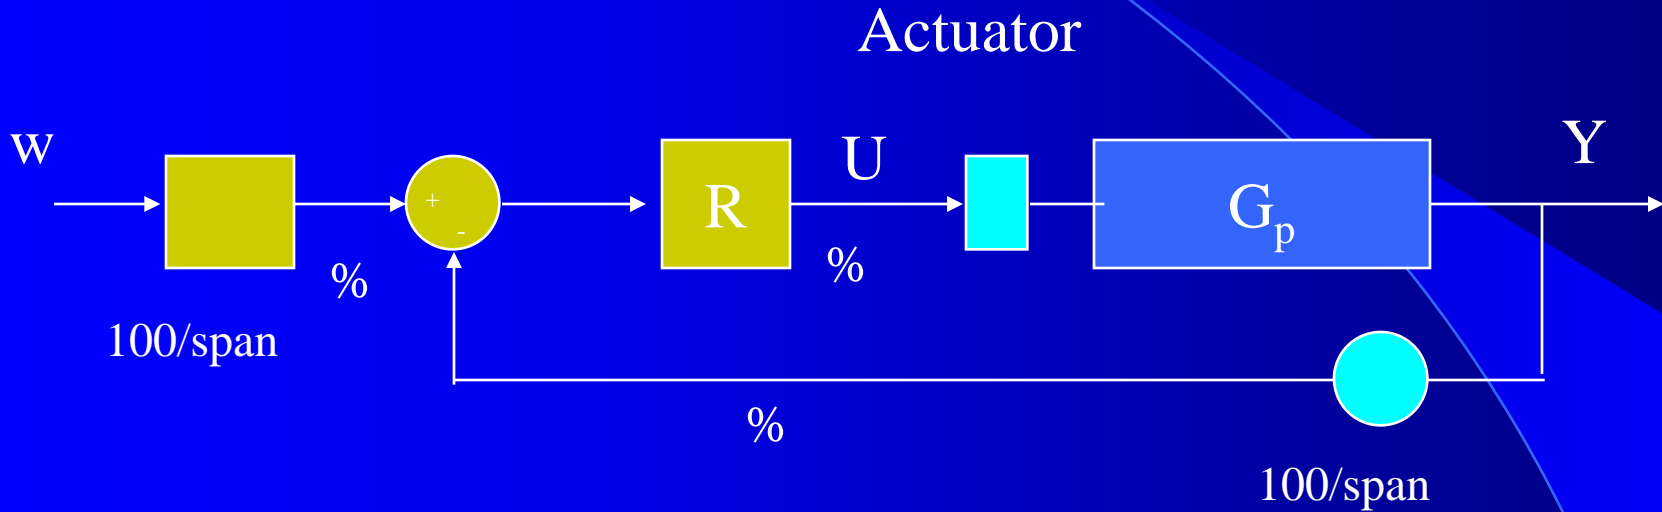 Actuator
w
U
Y
+
-
R
Gp
%
%
100/span
%
100/span